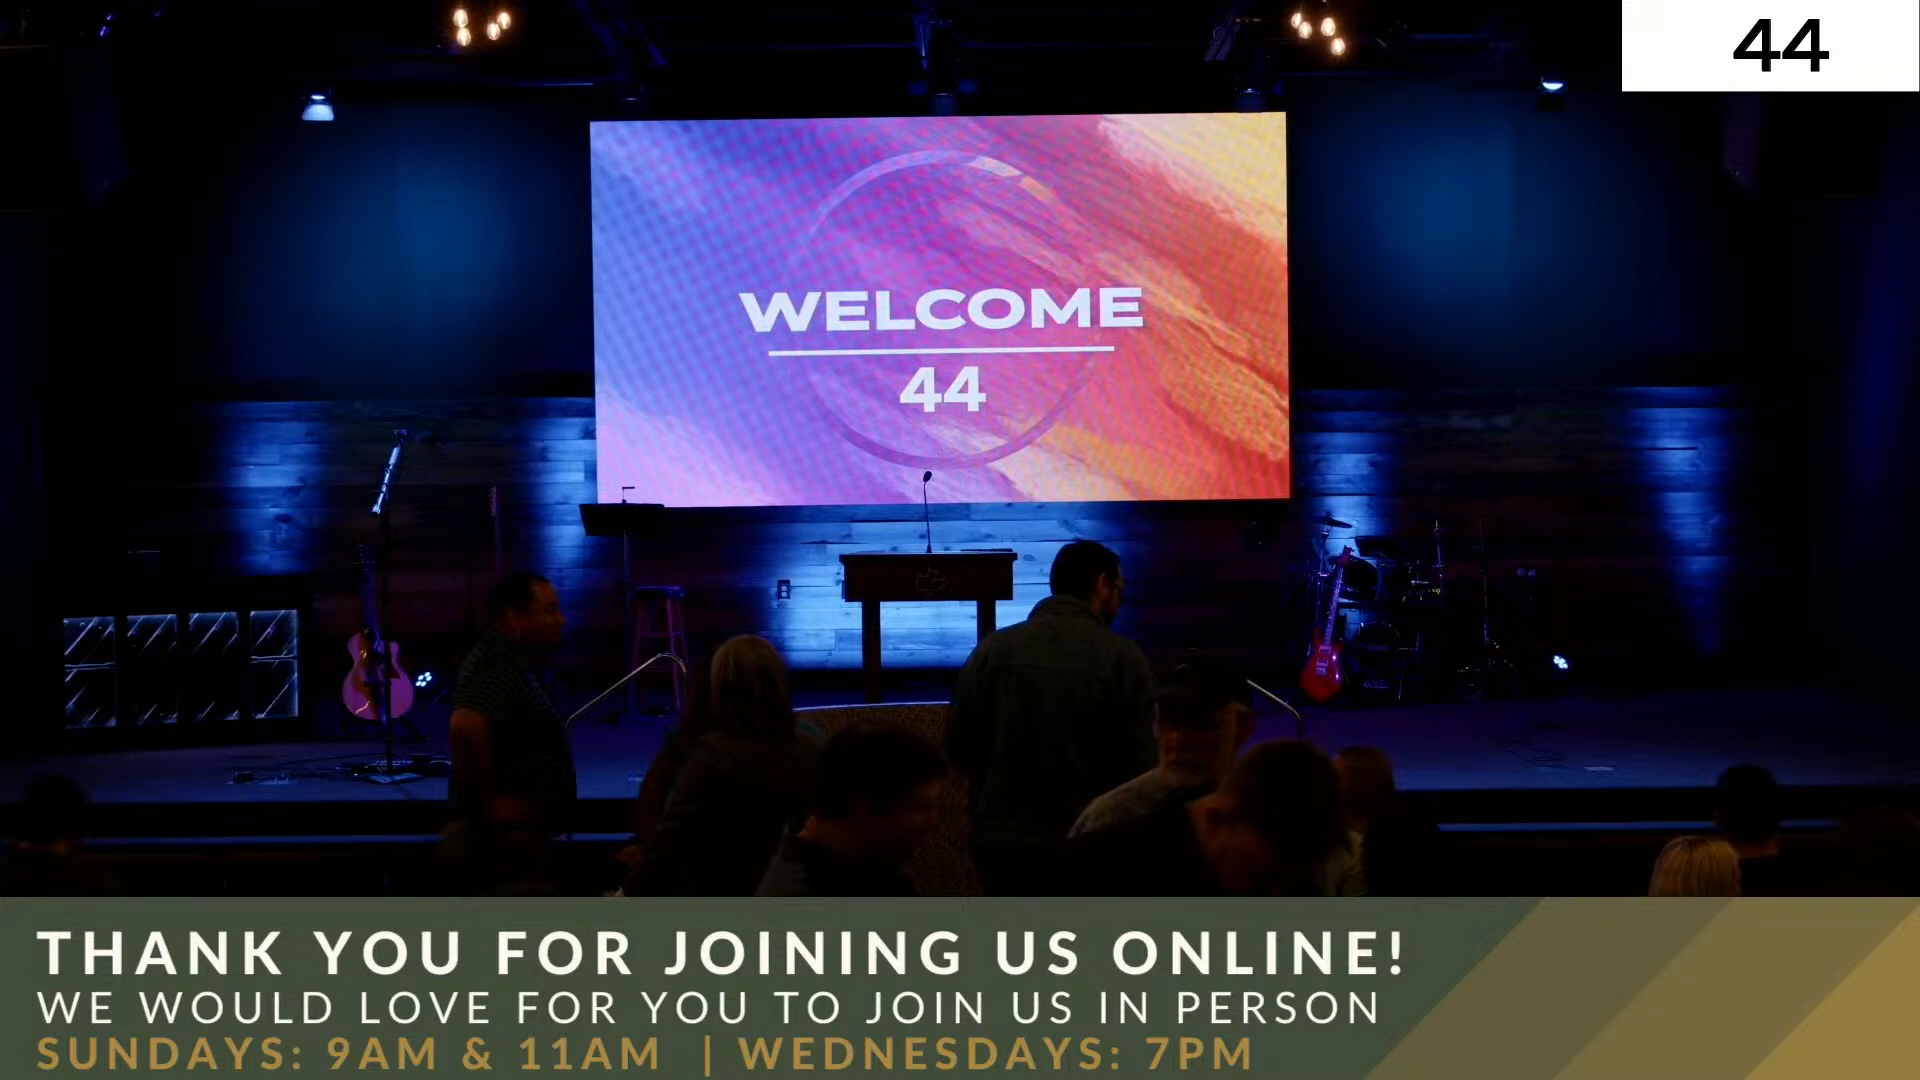 44
WELCOME
44
THANK YOU FOR JOINING US ONLINE!
WE WOULD LOVE FOR YOU TO JOIN US IN PERSON
SUNDAYS: 9AM & 11AM | WEDNESDAYS: 7PM